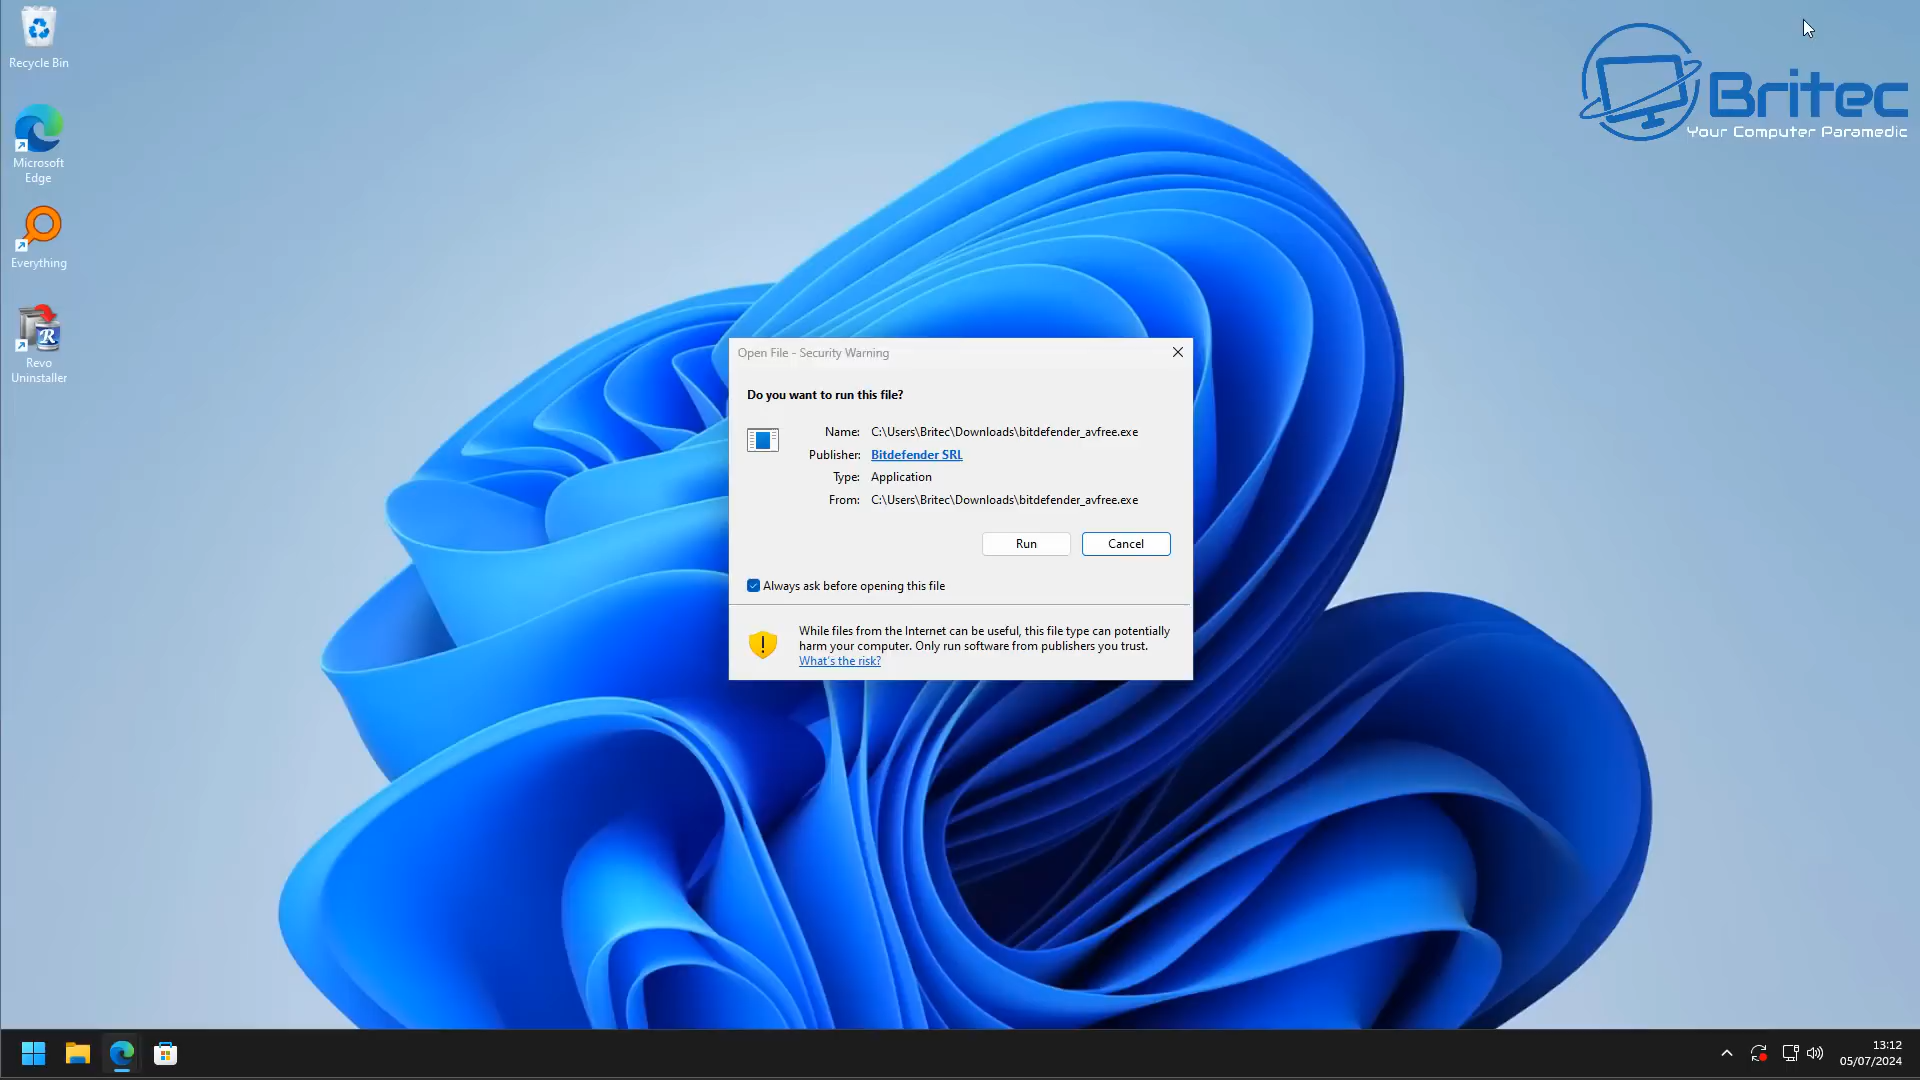 Recycle Bin
Microsoft
Edge
Everything
Revo
Uninstaller
Britec
Your Computer Paramedic
Open File - Security Warning
Do you want to run this file?
Name: C:\Users\Britec\Downloads\bitdefender_avfree.exe
Publisher: Bitdefender SRL
Type: Application
From: C:\Users\Britec\Downloads\bitdefender_avfree.exe
Run Cancel
Always ask before opening this file
While files from the Internet can be useful, this file type can potentially
harm your computer. Only run software from publishers you trust.
What's the risk?
13:12
05/07/2024